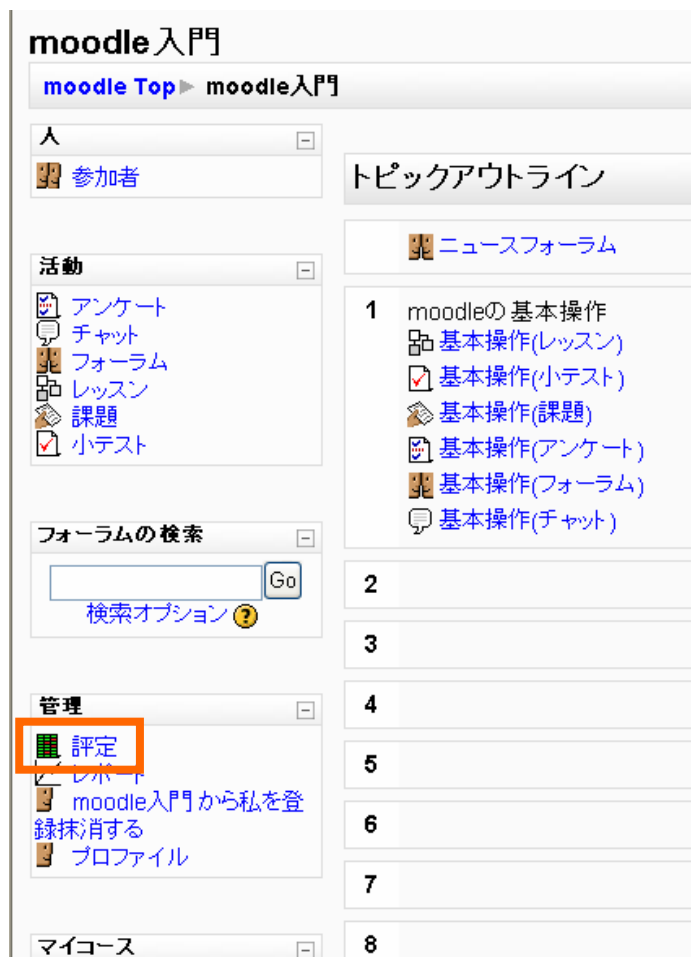 moodle入門
moodle Top► moodle入門
人
参加者
活動
アンケート
チャット
フォーラム
レッスン
課題
小テスト
フォーラムの検索
Go
検索オプション
管理
評定
レポート
moodle入門 から私を登
録抹消する
プロファイル
マイコース
トピックアウトライン
ニュースフォーラム
1 moodleの 基本操作
基本操作(レッスン)
基本操作(小テスト)
基本操作(課題)
基本操作(アンケート)
基本操作(フォーラム)
基本操作(チャット)
2
3
4
5
6
7
8